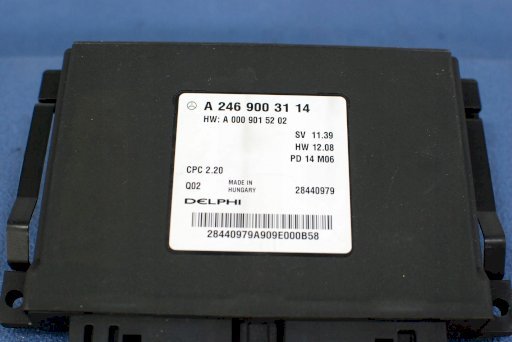 A 246 900 31 14
HW: A 000 901 52 02
SV 11.39
HW 12.08
PD 14 M06
CPC 2.20
Q02 MADE IN HUNGARY 28440979
DELPHI
28440979A909E000B58